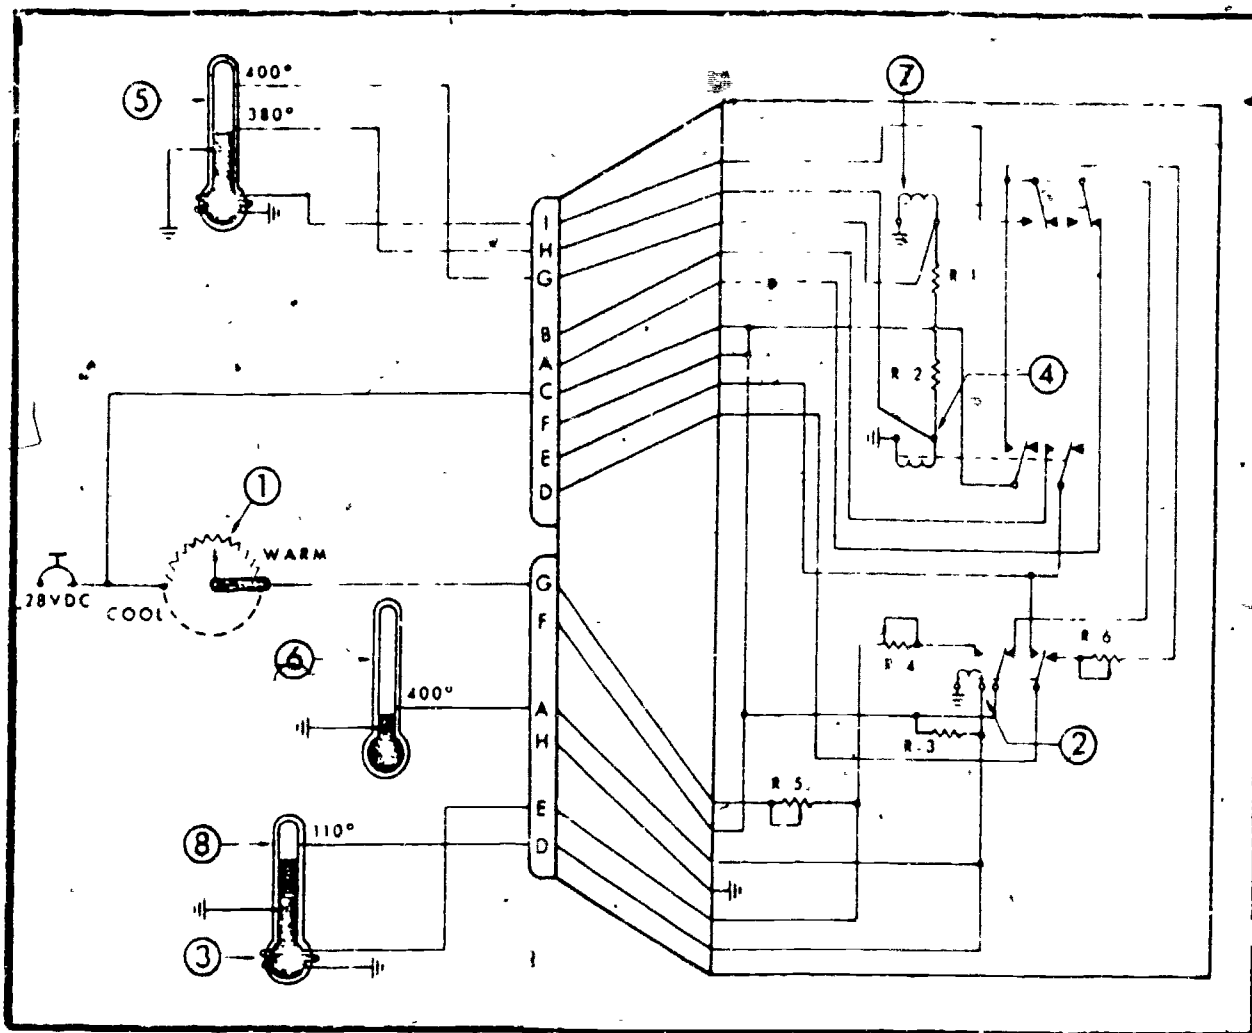 400°
⑦
⑤
380°
I
H
G
R 1
B
A
C
R 2
④
F
E
D
①
WARM
G
28VDC
COOL
F
R 6
R 4
⑥
400°
A
R 3
②
H
R 5
E
⑧
110°
D
③